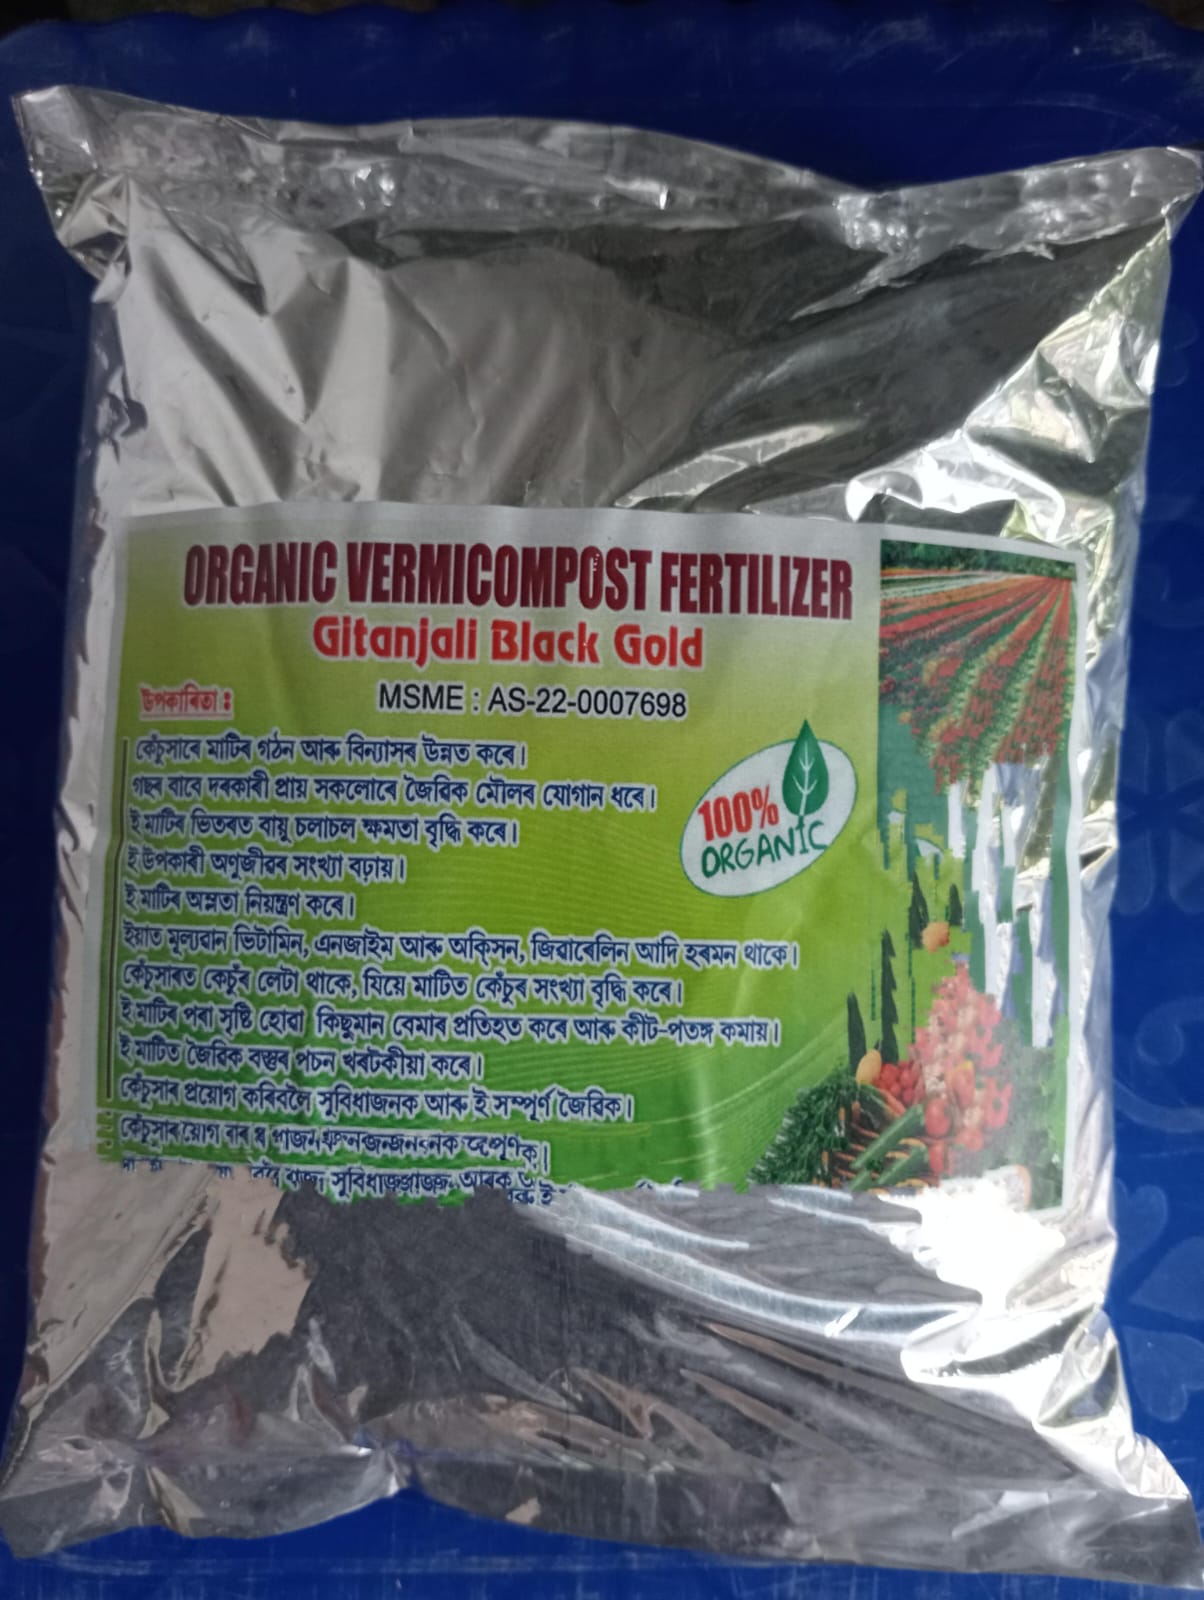 ORGANIC VERMICOMPOST FERTILIZER
Gitanjali Black Gold
MSME : AS-22-0007698
উপকাৰিতা :
কেঁচুসাৰে মাটিৰ গঠন আৰু বিন্যাসৰ উন্নত কৰে।
গছৰ বাবে দৰকাৰী প্ৰায় সকলোৰে জৈৱিক মৌলৰ যোগান ধৰে।
ই মাটিৰ ভিতৰত বায়ু চলাচল ক্ষমতা বৃদ্ধি কৰে।
ই উপকাৰী অণুজীৱৰ সংখ্যা বঢ়ায়।
ই মাটিৰ অম্লতা নিয়ন্ত্ৰণ কৰে।
100%
ORGANIC
ইয়াত মূল্যৱান ভিটামিন, এনজাইম আৰু অক্সিন, জিৱাৰেলিন আদি হৰমন থাকে।
কেঁচুসাৰত কেচুঁৰ লেটা থাকে, যিয়ে মাটিত কেঁচুৰ সংখ্যা বৃদ্ধি কৰে।
ই মাটিৰ পৰা সৃষ্টি হোৱা কিছুমান বেমাৰ প্ৰতিহত কৰে আৰু কীট-পতঙ্গ কমায়।
ই মাটিত জৈৱিক বস্তুৰ পচন খৰটকীয়া কৰে।
কেঁচুসাৰ প্ৰয়োগ কৰিবলৈ সুবিধাজনক আৰু ই সম্পূৰ্ণ জৈৱিক।